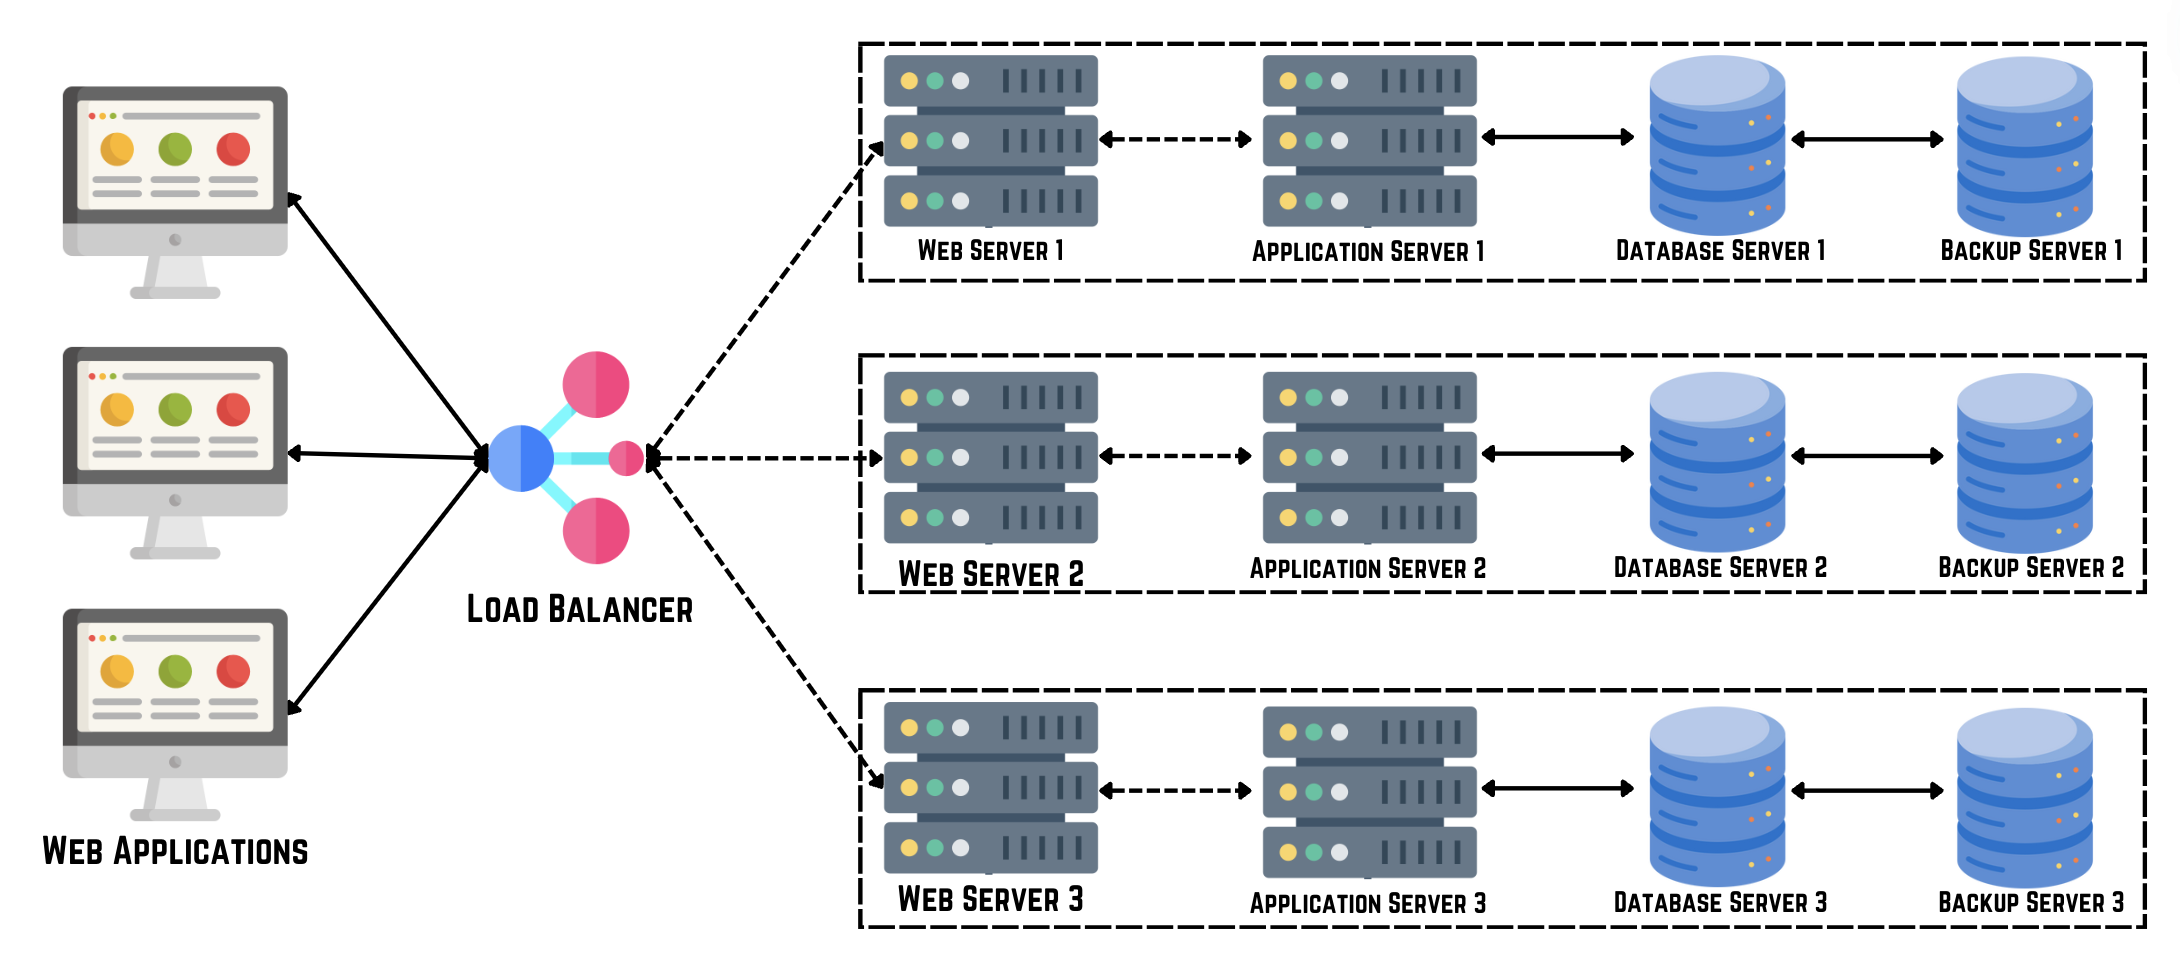 Web Server 1
Application Server 1
Database Server 1
Backup Server 1
Web Server 2
Application Server 2
Database Server 2
Backup Server 2
Load Balancer
Web Applications
Web Server 3
Application Server 3
Database Server 3
Backup Server 3